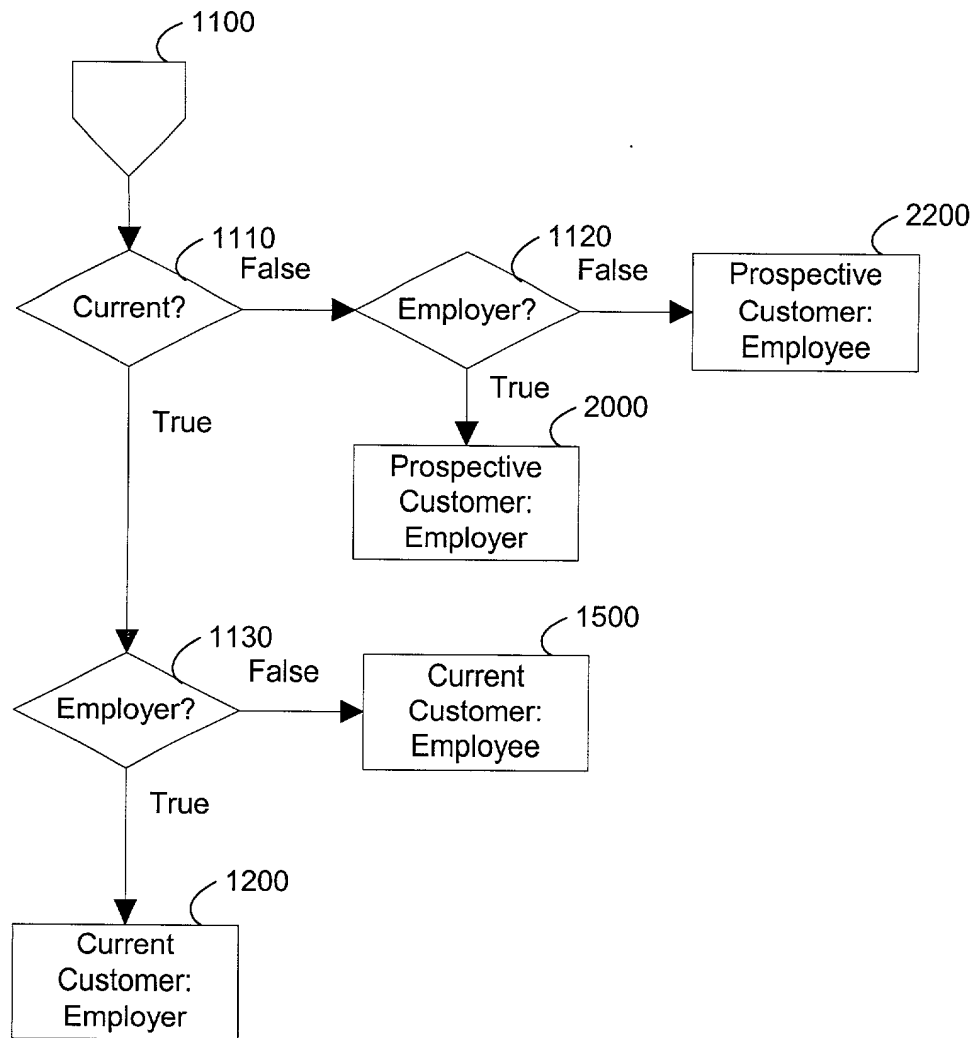 1100
1110
False
Current?
1120
False
Employer?
2200
Prospective
Customer:
Employee
True
True
2000
Prospective
Customer:
Employer
1130
False
Employer?
1500
Current
Customer:
Employee
True
1200
Current
Customer:
Employer